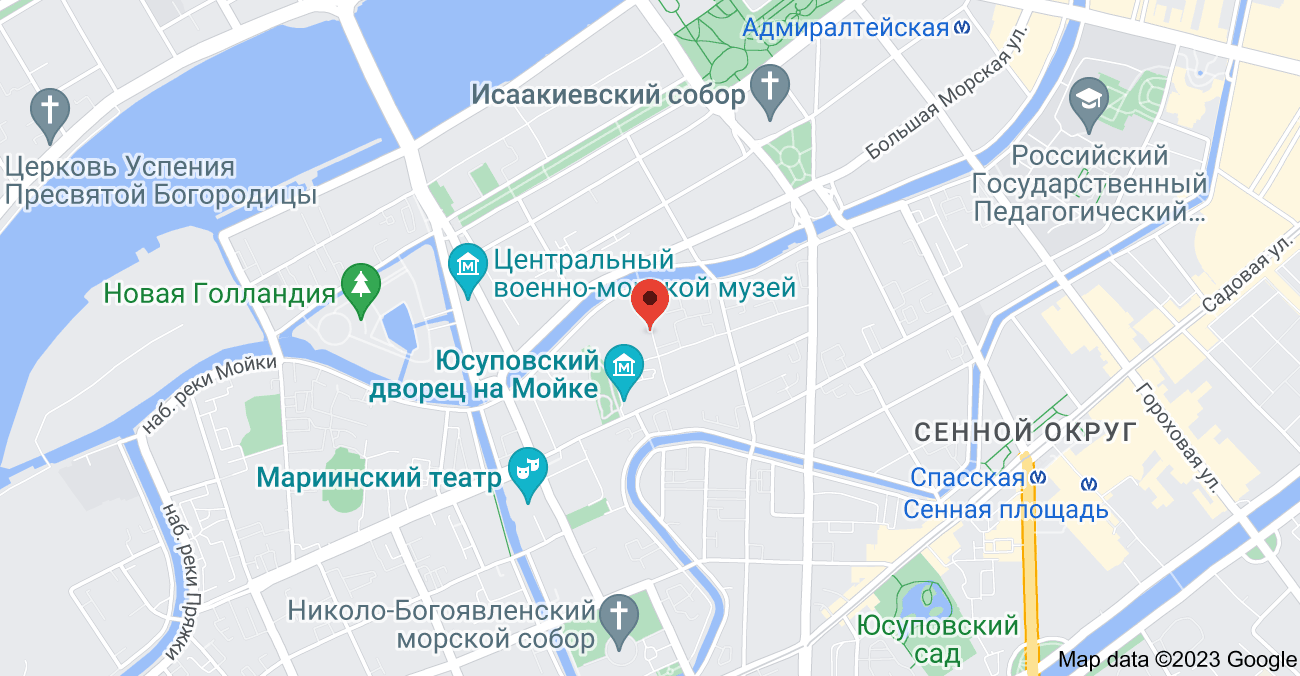 Адмиралтейская
Исаакиевский собор
Большая Морская ул.
Российский
Государственный
Педагогический...
Церковь Успения
Пресвятой Богородицы
Садовая ул.
Центральный
военно-морской музей
Новая Голландия
Юсуповский
дворец на Мойке
наб. реки Мойки
Гороховая ул.
СЕННОЙ ОКРУГ
Мариинский театр
Спасская
Сенная площадь
наб. реки Пряжки
Николо-Богоявленский
морской собор
Юсуповский
сад
Map data ©2023 Google